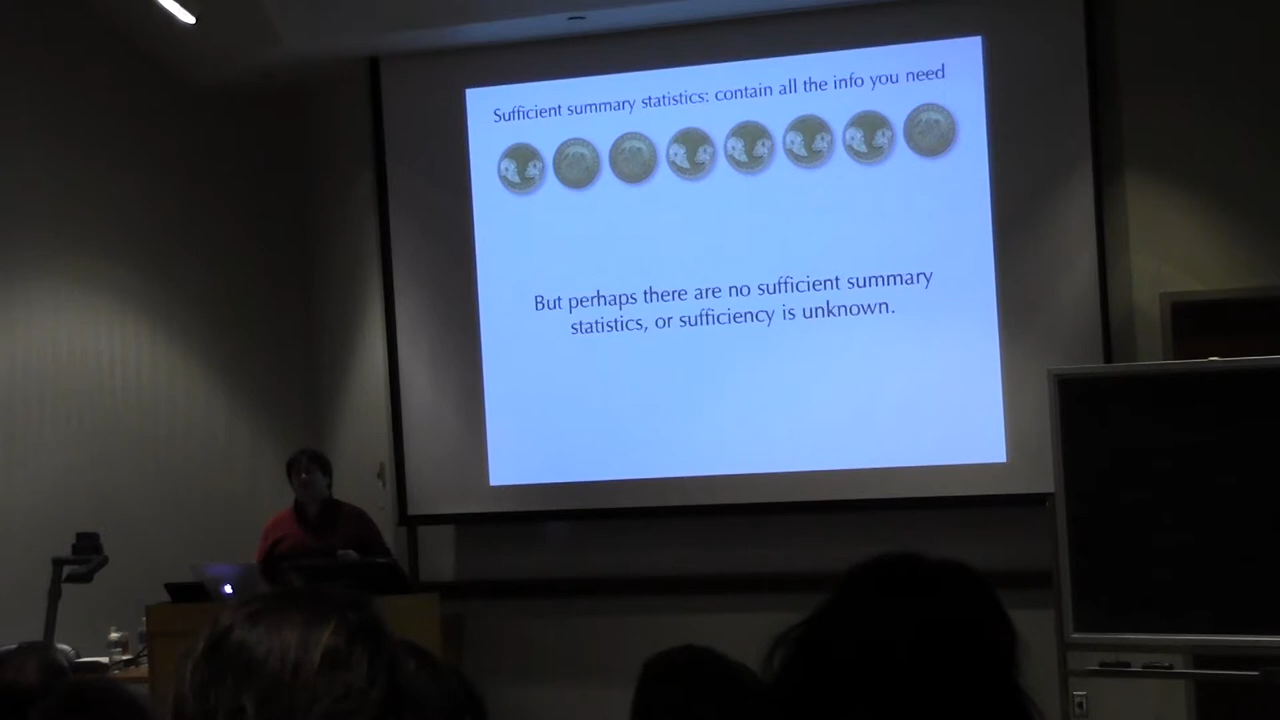 Sufficient summary statistics: contain all the info you need
But perhaps there are no sufficient summary
statistics, or sufficiency is unknown.